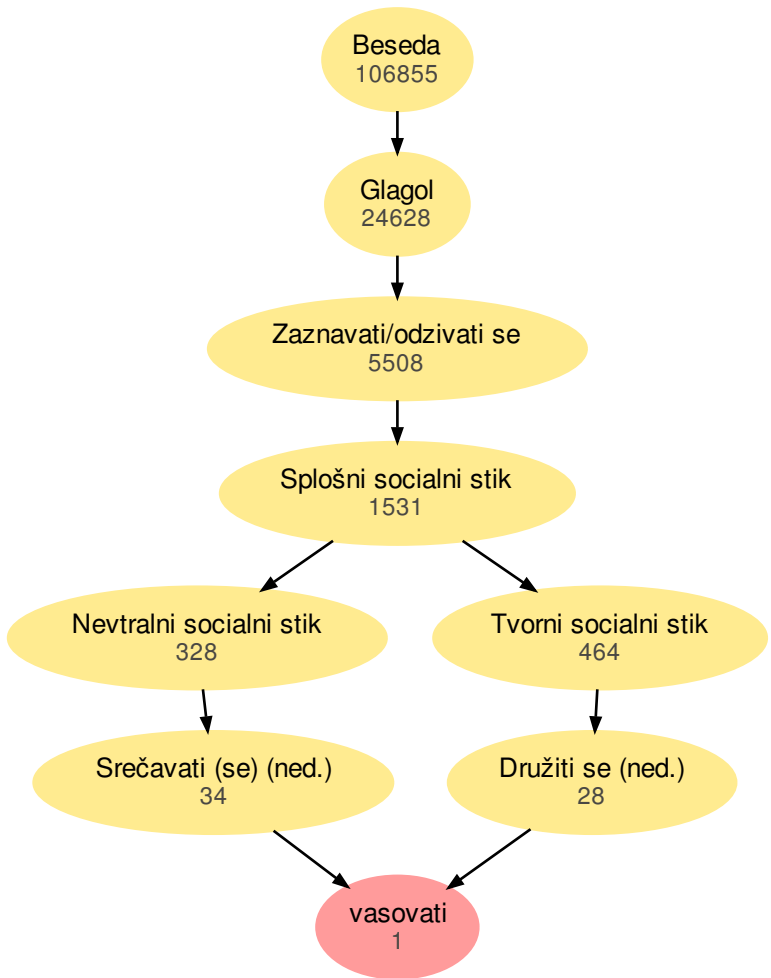 Beseda
106855
Glagol
24628
Zaznavati/odzivati se
5508
Splošni socialni stik
1531
Nevtralni socialni stik
328
Tvorni socialni stik
464
Srečavati (se) (ned.)
34
Družiti se (ned.)
28
vasovati
1